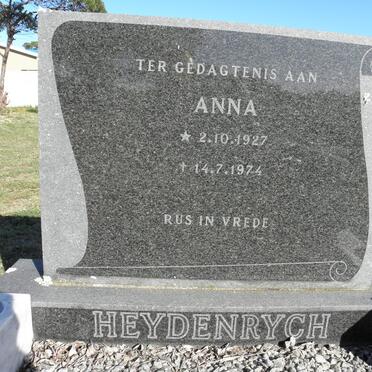 TER GEDAGTENIS AAN
ANNA
★ 2.10.1927
† 14.7.1974
RUS IN VREDE
HEYDENRYCH